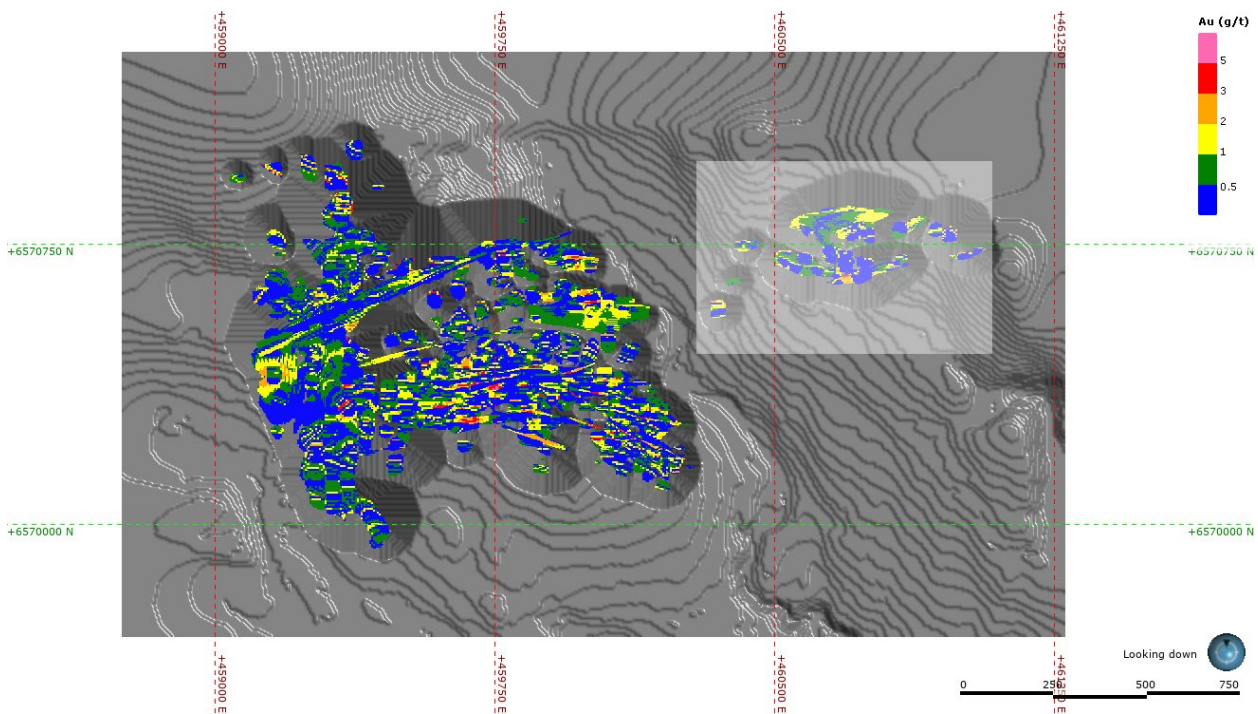 +459000 E
+459750 E
+460500 E
+461250 E
Au (g/t)
5
3
2
1
0.5
+6570750 N
+6570750 N
+6570000 N
+6570000 N
+459000 E
+459750 E
+460500 E
+461250 E
Looking down
0
250
500
750